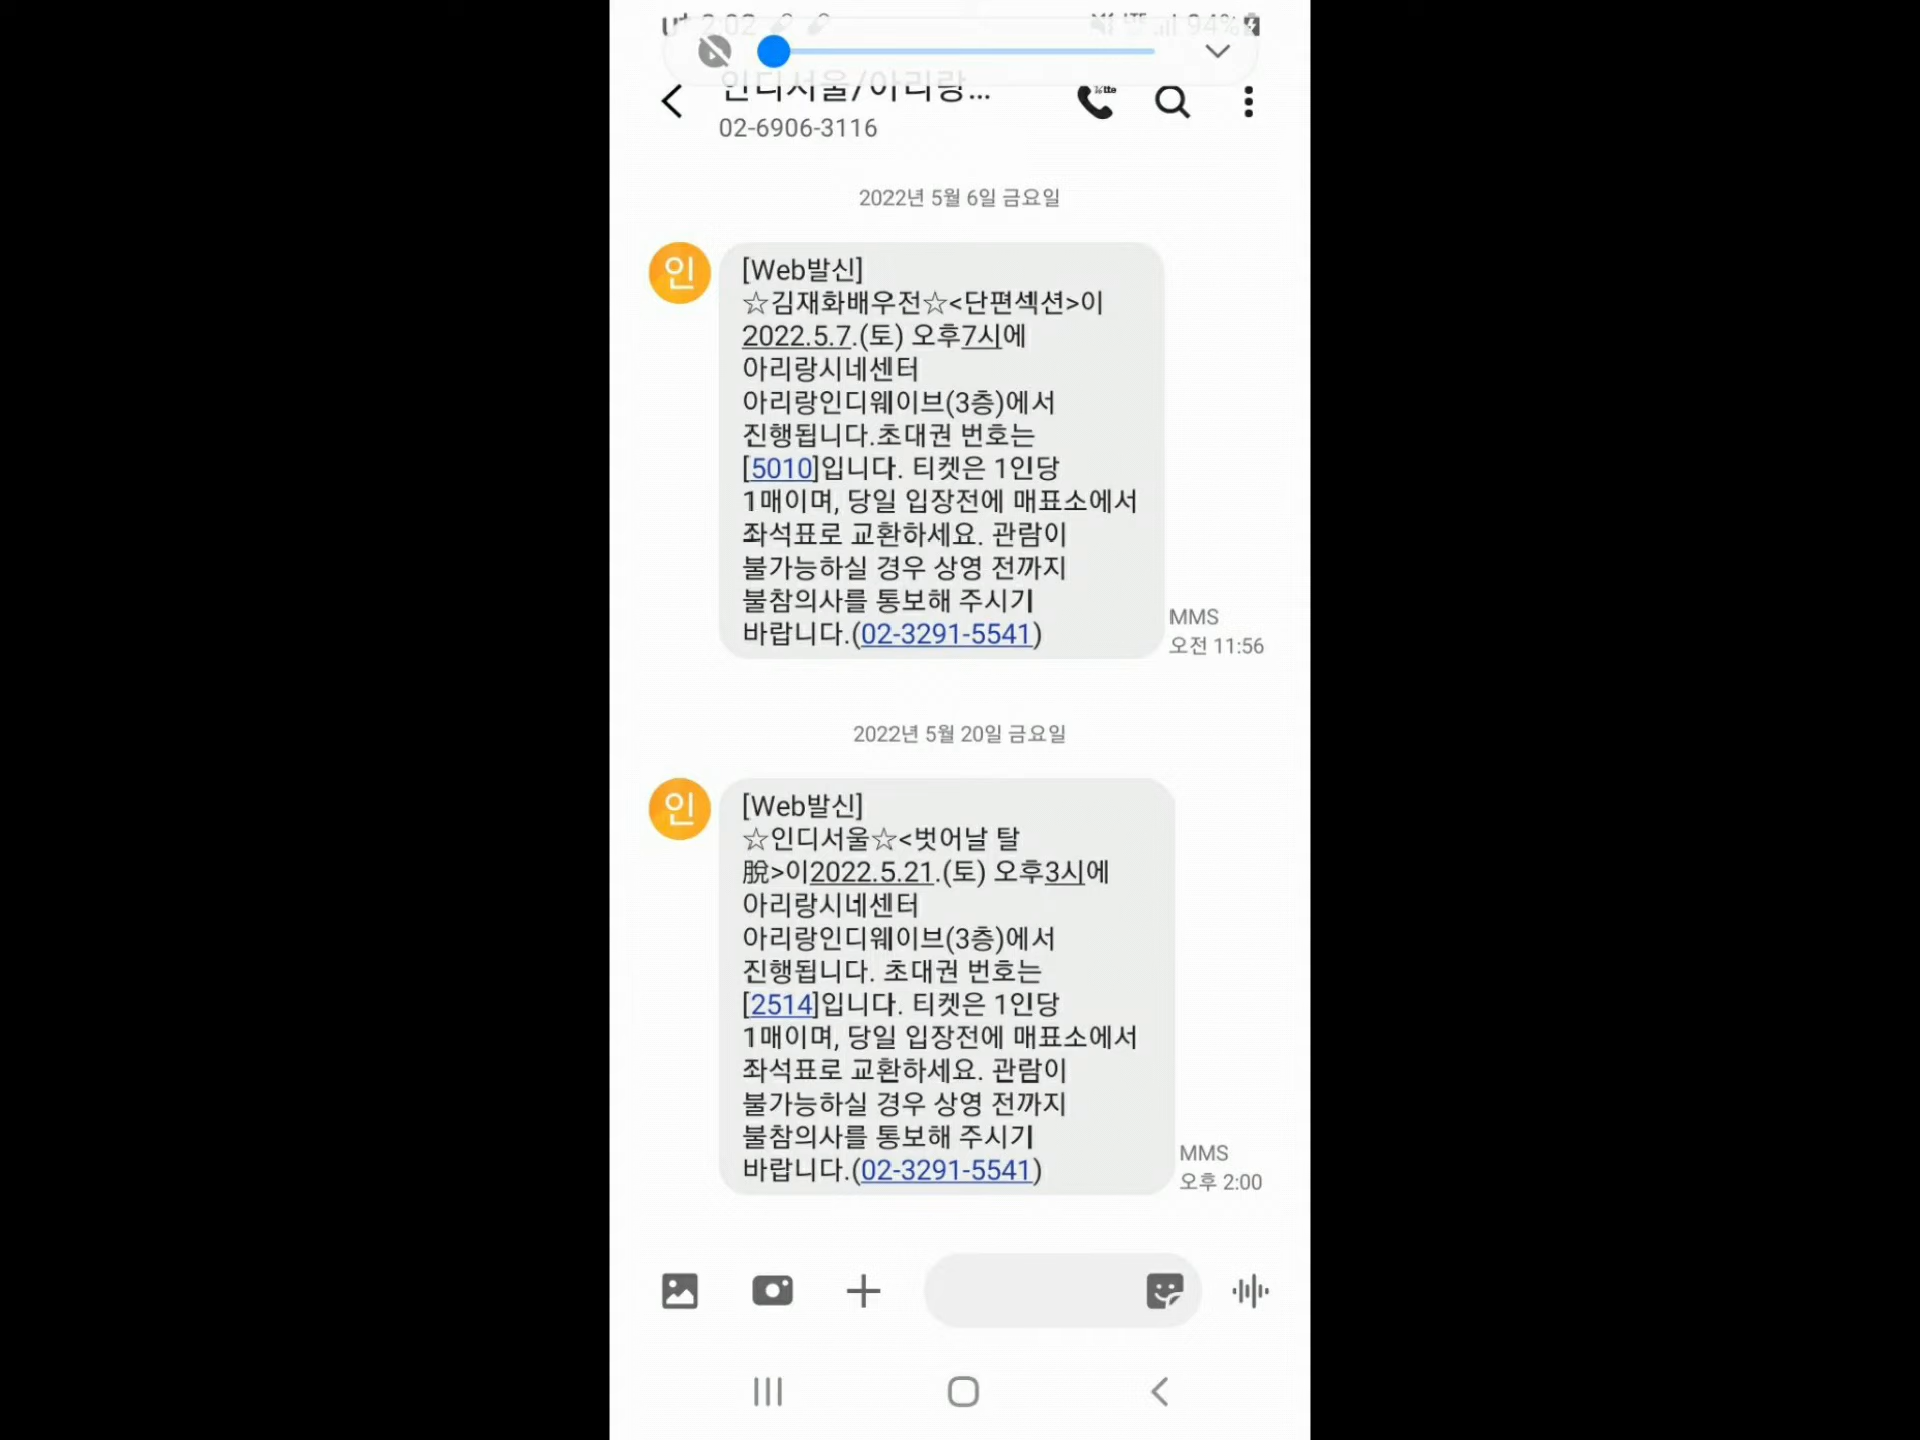 2:02
LTE
94%
인디서울/아리랑...
02-6906-3116
2022년 5월 6일 금요일
인
[Web발신]
☆김재화배우전☆<단편섹션>이
2022.5.7.(토) 오후7시에
아리랑시네센터
아리랑인디웨이브(3층)에서
진행됩니다.초대권 번호는
[5010]입니다. 티켓은 1인당
1매이며, 당일 입장전에 매표소에서
좌석표로 교환하세요. 관람이
불가능하실 경우 상영 전까지
불참의사를 통보해 주시기
바랍니다.(02-3291-5541)
MMS
오전 11:56
2022년 5월 20일 금요일
인
[Web발신]
☆인디서울☆<벗어날 탈
脫>이2022.5.21.(토) 오후3시에
아리랑시네센터
아리랑인디웨이브(3층)에서
진행됩니다. 초대권 번호는
[2514]입니다. 티켓은 1인당
1매이며, 당일 입장전에 매표소에서
좌석표로 교환하세요. 관람이
불가능하실 경우 상영 전까지
불참의사를 통보해 주시기
바랍니다.(02-3291-5541)
MMS
오후 2:00